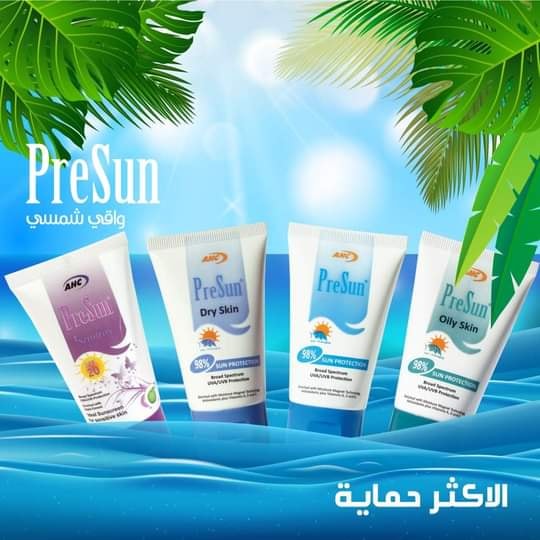 PreSun
واقي شمسي
AHC
PreSun
AHC
PreSun
Dry Skin
98% SUN PROTECTION
Broad Spectrum
UVA/UVB Protection
AHC
PreSun
98% SUN PROTECTION
Broad Spectrum
UVA/UVB Protection
AHC
PreSun
Oily Skin
98% SUN PROTECTION
Broad Spectrum
UVA/UVB Protection
الاكثر حماية